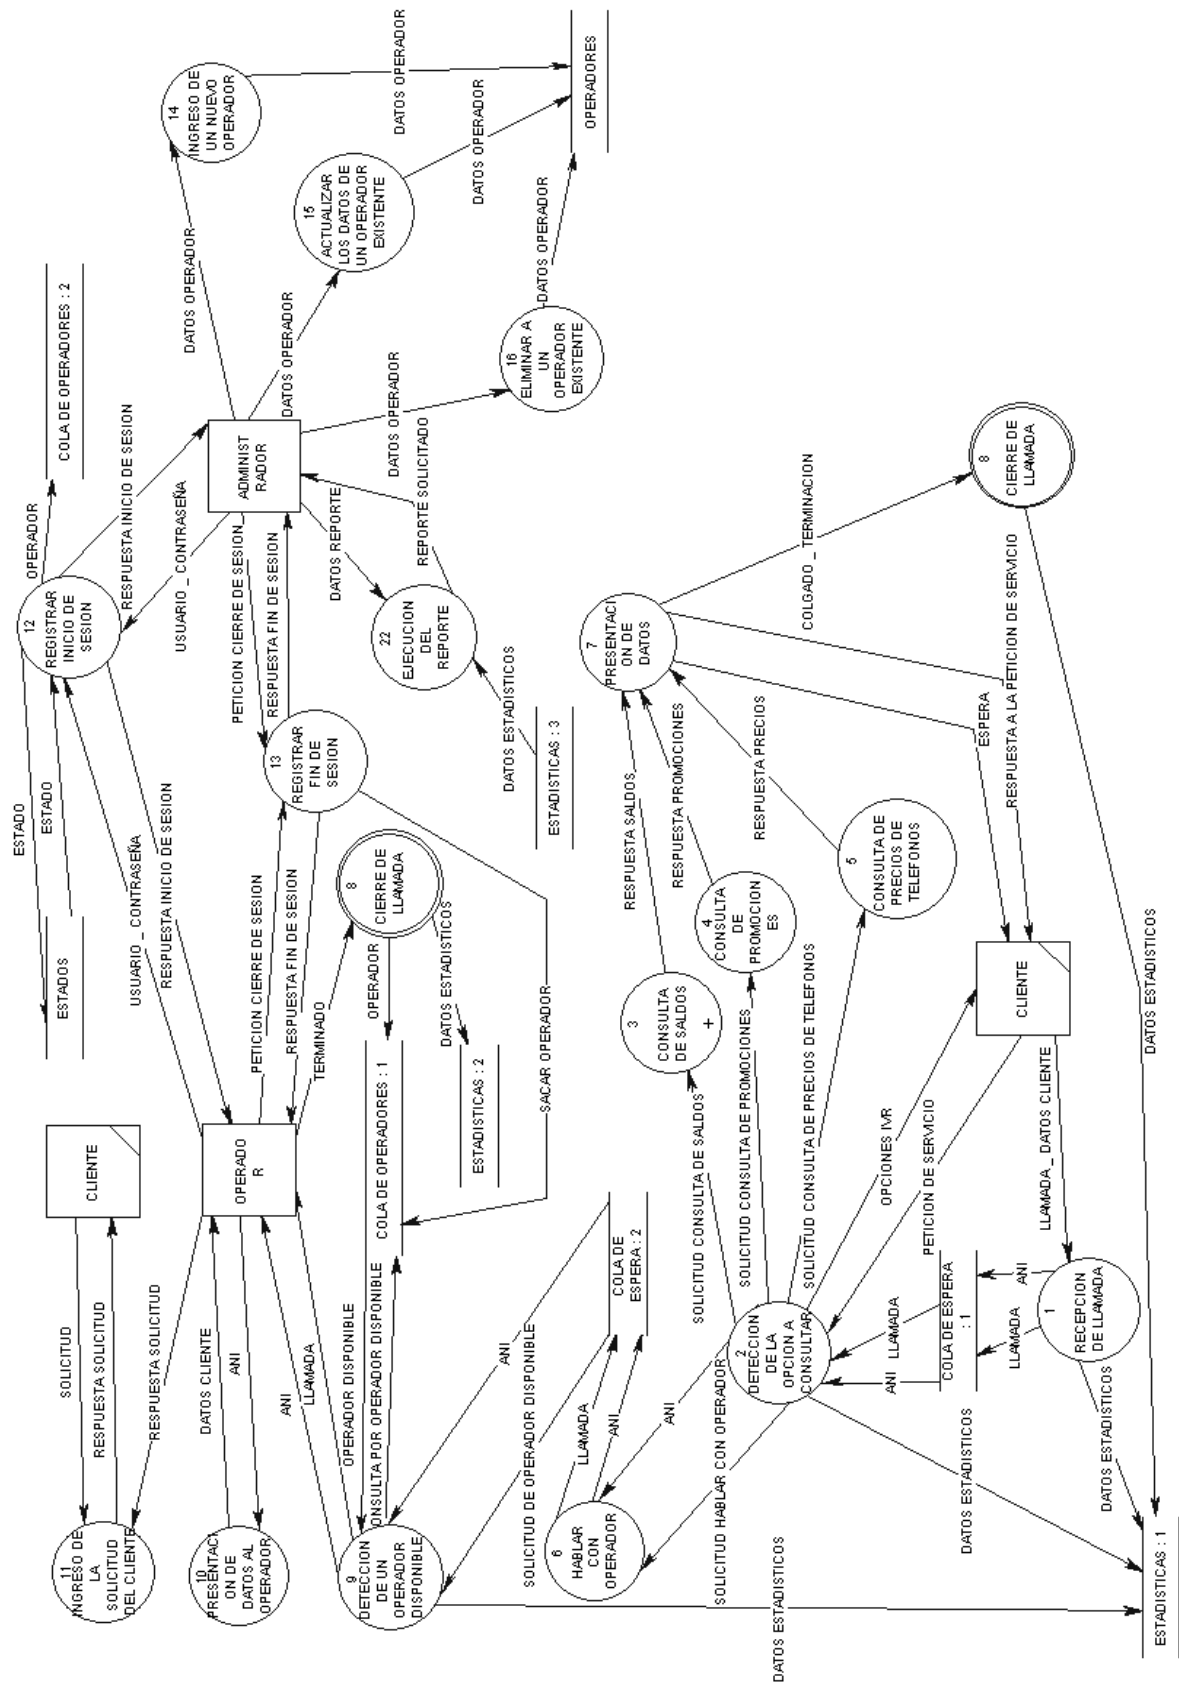 11
INGRESO DE
LA
SOLICITUD
DEL CLIENTE
SOLICITUD
RESPUESTA SOLICITUD
CLIENTE
RESPUESTA SOLICITUD
10
PRESENTACI
ON DE
DATOS AL
OPERADOR
DATOS CLIENTE
ANI
OPERADO
R
9
DETECCION
DE UN
OPERADOR
DISPONIBLE
ANI
LLAMADA
OPERADOR DISPONIBLE
ONSULTA POR OPERADOR DISPONIBLE
COLA DE OPERADORES : 1
ESTADOS
ESTADO
ESTADO
12
REGISTRAR
INICIO DE
SESION
OPERADOR
COLA DE OPERADORES : 2
USUARIO _ CONTRASEÑA
RESPUESTA INICIO DE SESION
RESPUESTA INICIO DE SESION
USUARIO _ CONTRASEÑA
PETICION CIERRE DE SESION
RESPUESTA FIN DE SESION
13
REGISTRAR
FIN DE
SESION
PETICION CIERRE DE SESION
RESPUESTA FIN DE SESION
TERMINADO
8
CIERRE DE
LLAMADA
OPERADOR
DATOS ESTADISTICOS
ESTADISTICAS : 2
SACAR OPERADOR
ADMINIST
RADOR
DATOS REPORTE
REPORTE SOLICITADO
22
EJECUCION
DEL
REPORTE
DATOS ESTADISTICOS
ESTADISTICAS : 3
DATOS OPERADOR
14
INGRESO DE
UN NUEVO
OPERADOR
DATOS OPERADOR
DATOS OPERADOR
15
ACTUALIZAR
LOS DATOS DE
UN OPERADOR
EXISTENTE
DATOS OPERADOR
DATOS OPERADOR
16
ELIMINAR A
UN
OPERADOR
EXISTENTE
DATOS OPERADOR
OPERADORES
ANI
SOLICITUD DE OPERADOR DISPONIBLE
COLA DE
ESPERA : 2
6
HABLAR
CON
OPERADOR
LLAMADA
ANI
ANI
SOLICITUD HABLAR CON OPERADOR
2
DETECCION
DE LA
OPCION A
CONSULTAR
SOLICITUD CONSULTA DE SALDOS
SOLICITUD CONSULTA DE PROMOCIONES
SOLICITUD CONSULTA DE PRECIOS DE TELEFONOS
3
CONSULTA
DE SALDOS
+
4
CONSULTA
DE
PROMOCION
ES
5
CONSULTA DE
PRECIOS DE
TELEFONOS
RESPUESTA SALDOS
RESPUESTA PROMOCIONES
RESPUESTA PRECIOS
7
PRESENTACI
ON DE
DATOS
COLGADO _ TERMINACION
8
CIERRE DE
LLAMADA
ESPERA
RESPUESTA A LA PETICION DE SERVICIO
OPCIONES IVR
PETICION DE SERVICIO
CLIENTE
LLAMADA _ DATOS CLIENTE
ANI
LLAMADA
COLA DE ESPERA
: 1
LLAMADA
ANI
1
RECEPCION
DE LLAMADA
DATOS ESTADISTICOS
DATOS ESTADISTICOS
DATOS ESTADISTICOS
DATOS ESTADISTICOS
ESTADISTICAS : 1